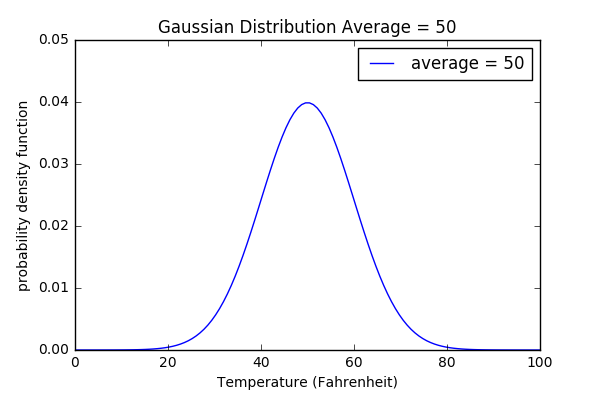 Gaussian Distribution Average = 50
average = 50
0.05
0.04
0.03
0.02
0.01
0.00
probability density function
0 20 40 60 80 100
Temperature (Fahrenheit)